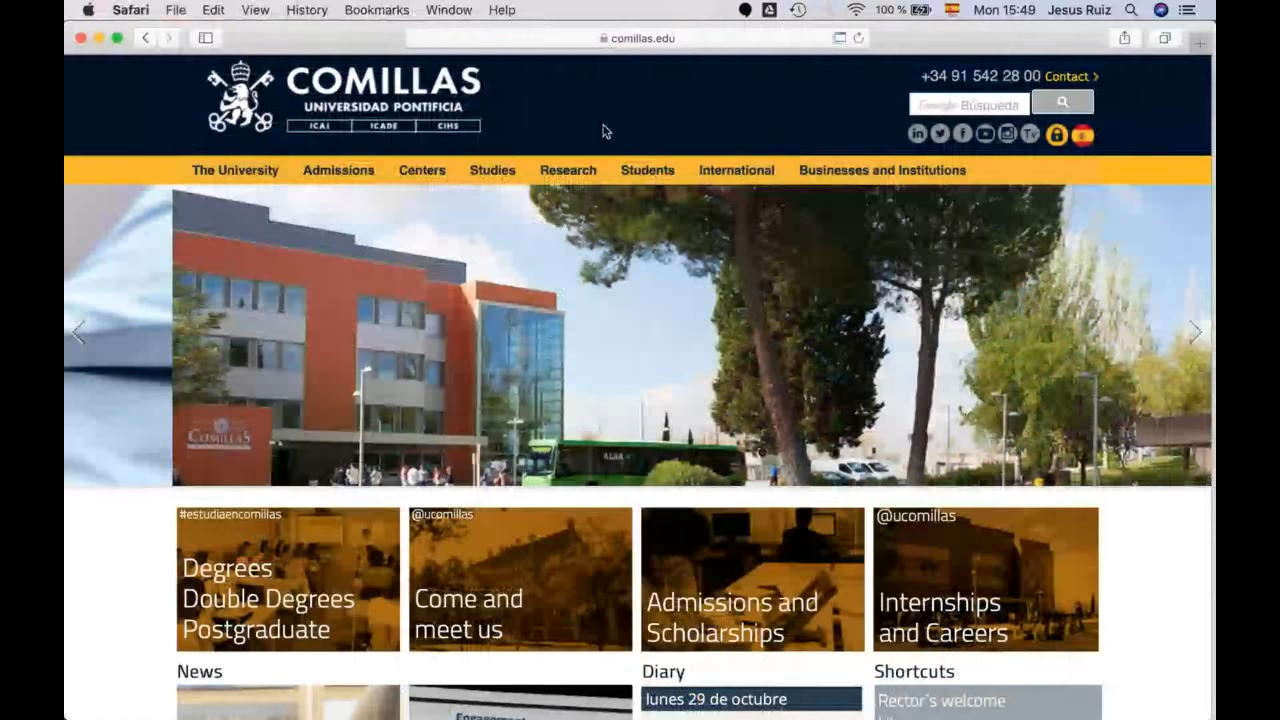 Safari File Edit View History Bookmarks Window Help 100 % Mon 15:49 Jesus Ruiz
comillas.edu
COMILLAS
UNIVERSIDAD PONTIFICIA
ICAI ICADE CIHS
+34 91 542 28 00 Contact >
Google Búsqueda
The University Admissions Centers Studies Research Students International Businesses and Institutions
COMILLAS
ALSA
#estudiaencomillas
Degrees
Double Degrees
Postgraduate
@ucomillas
Come and
meet us
Admissions and
Scholarships
@ucomillas
Internships
and Careers
News
Diary
Shortcuts
lunes 29 de octubre
Rector's welcome
Engagement